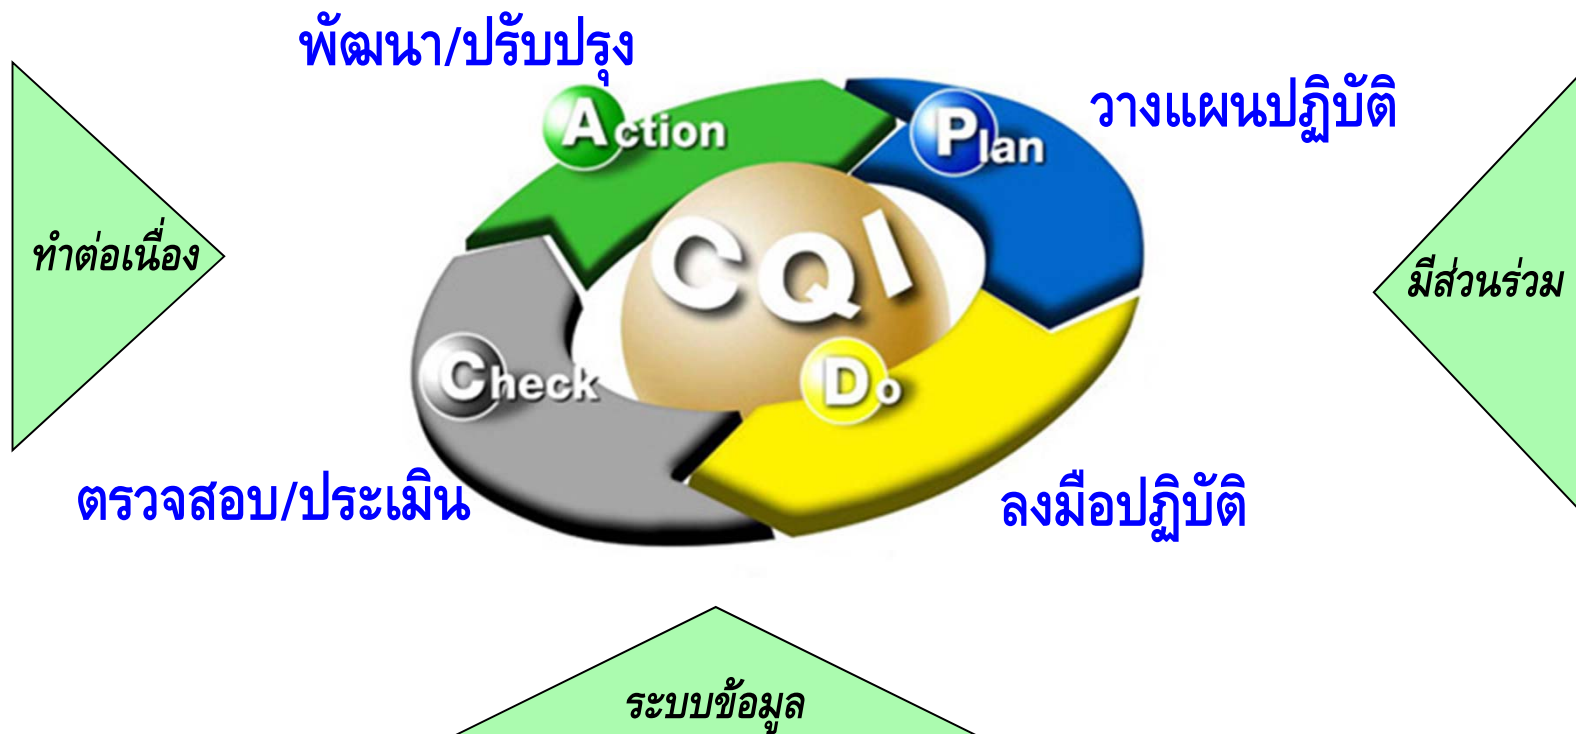 พัฒนา/ปรับปรุง
Action
Plan
วางแผนปฏิบัติ
ทำต่อเนื่อง
CQI
มีส่วนร่วม
Check
Do
ตรวจสอบ/ประเมิน
ลงมือปฏิบัติ
ระบบข้อมูล